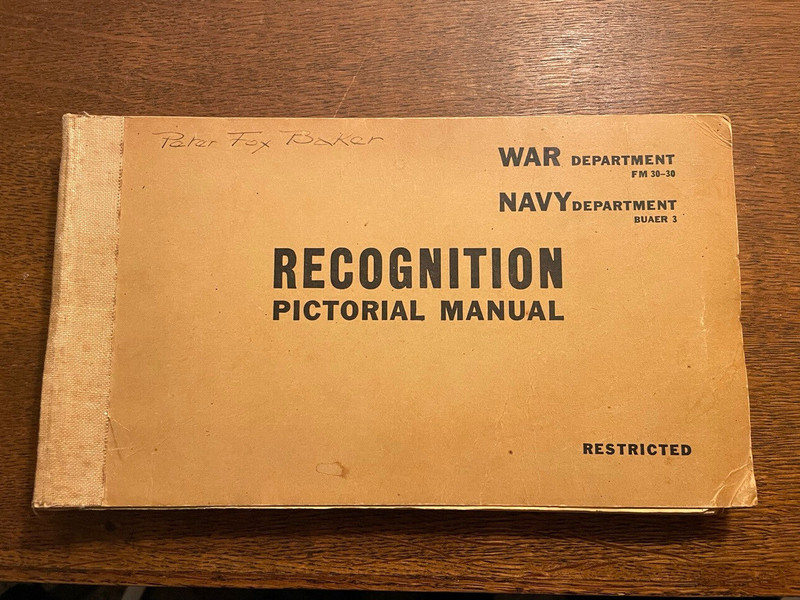 Peter Fox Baker
WAR DEPARTMENT
FM 30-30
NAVY DEPARTMENT
BUAER 3
RECOGNITION
PICTORIAL MANUAL
RESTRICTED